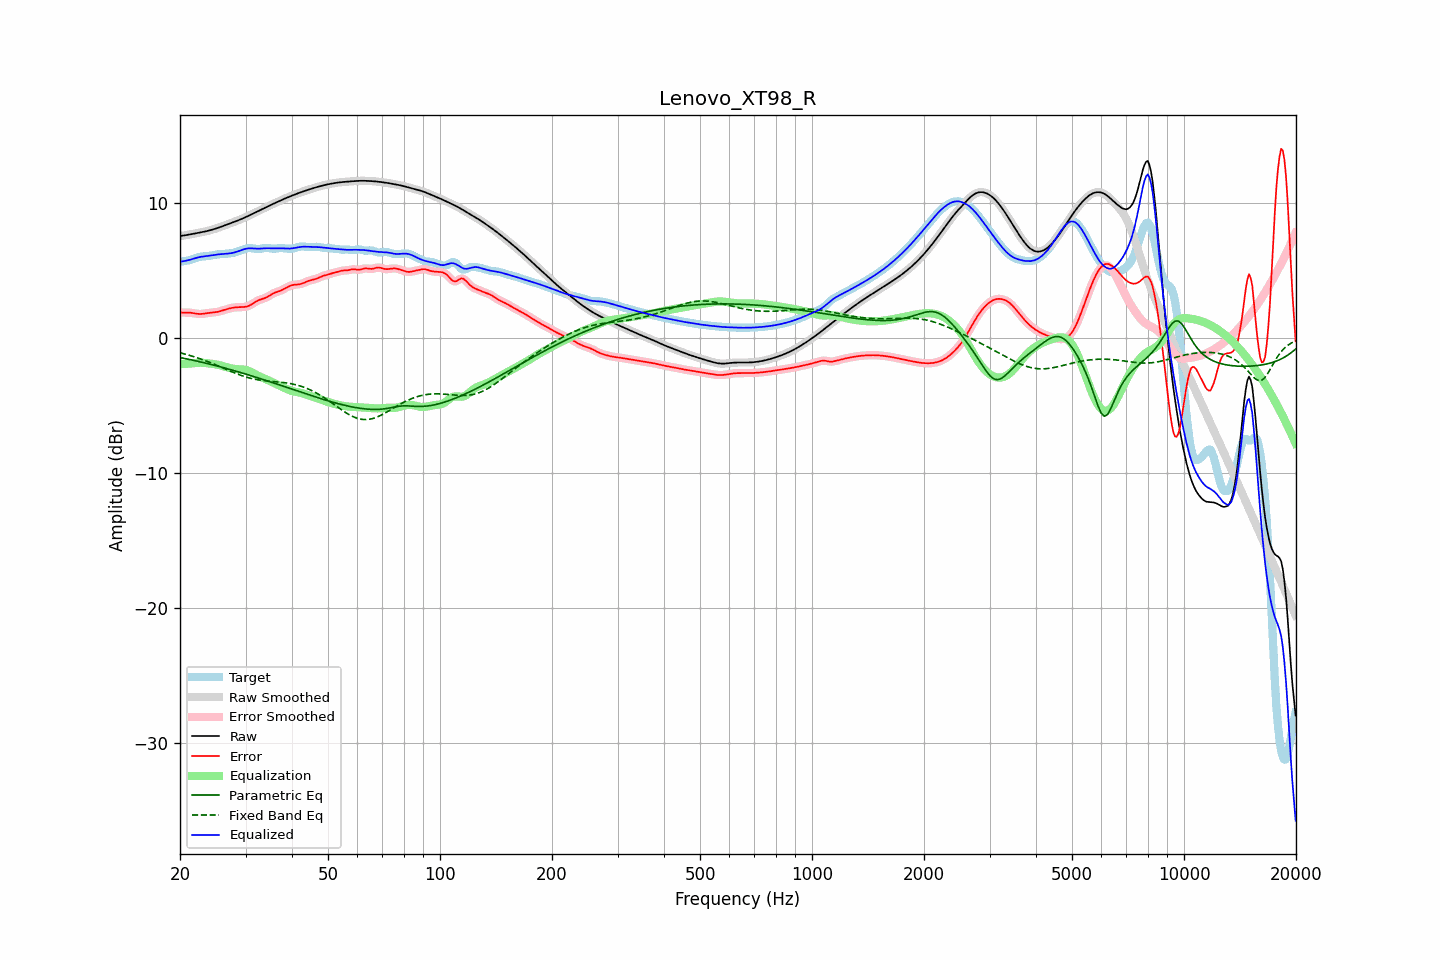 Lenovo_XT98_R
Amplitude (dBr)
10
0
−10
−20
−30
Target
Raw Smoothed
Error Smoothed
Raw
Error
Equalization
Parametric Eq
Fixed Band Eq
Equalized
20 50 100 200 500 1000 2000 5000 10000 20000
Frequency (Hz)